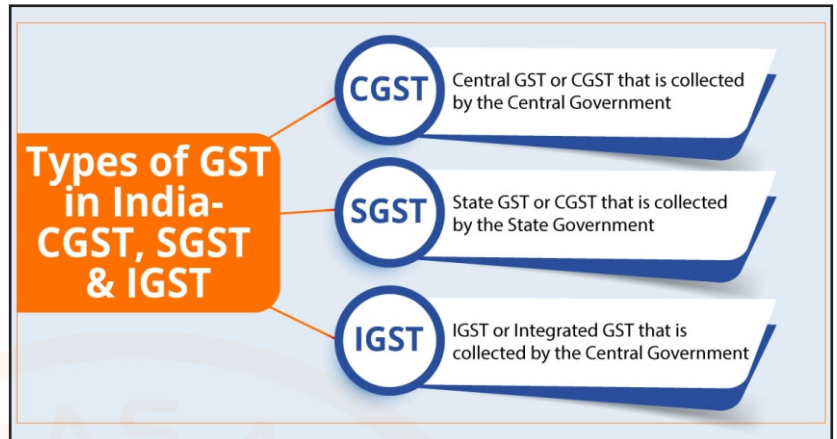 Types of GST
in India-
CGST, SGST
& IGST
CGST
Central GST or CGST that is collected
by the Central Government
SGST
State GST or CGST that is collected
by the State Government
IGST
IGST or Integrated GST that is
collected by the Central Government